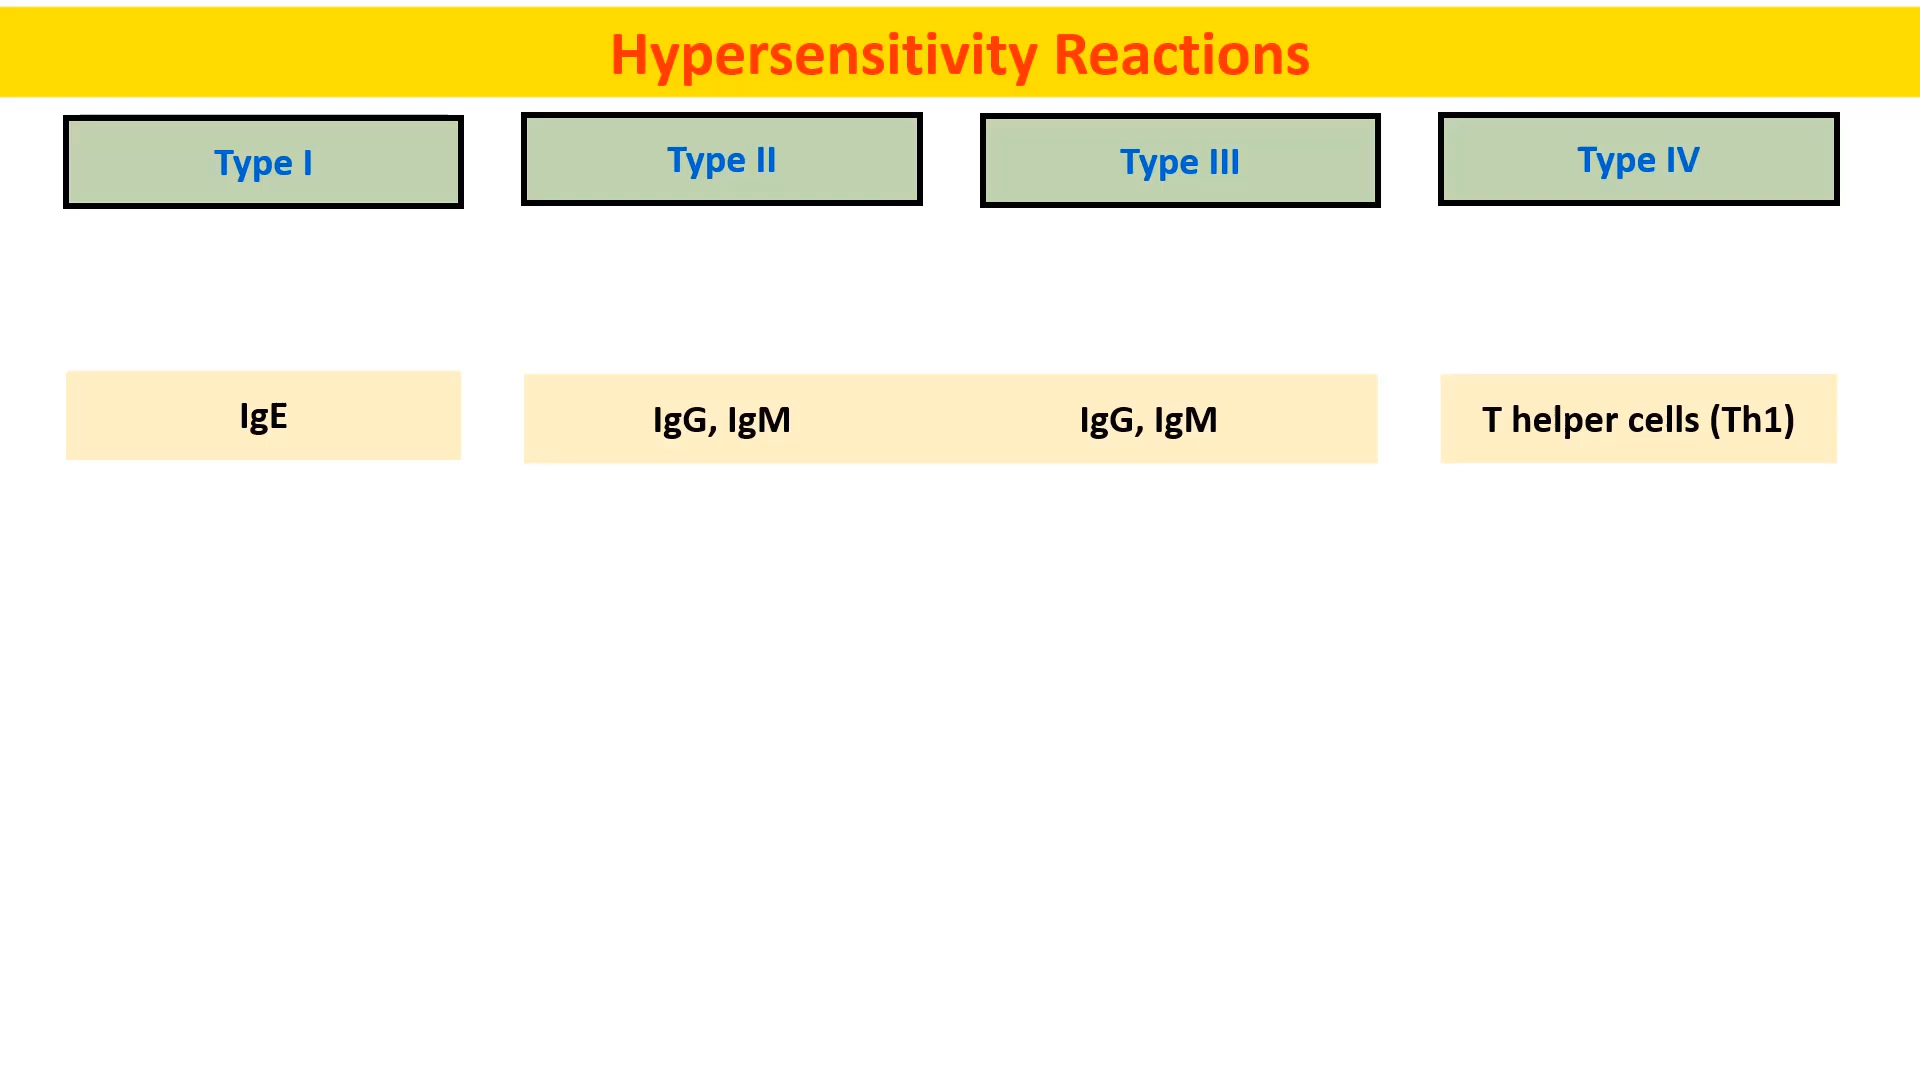 Hypersensitivity Reactions
Type I
Type II
Type III
Type IV
IgE
IgG, IgM
IgG, IgM
T helper cells (Th1)